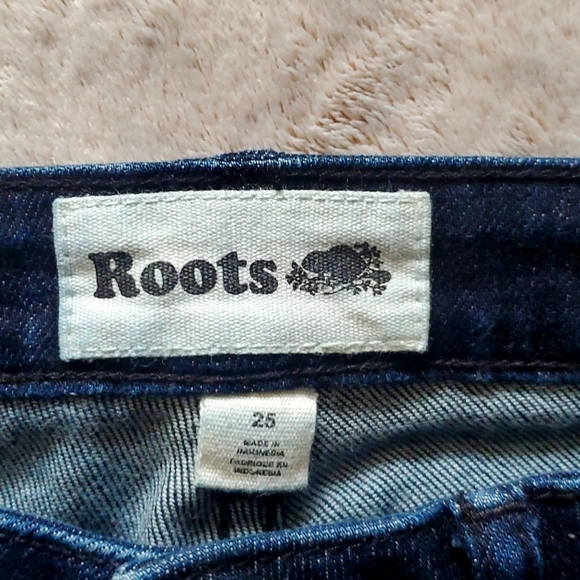 Roots
25
MADE IN
INDONESIA
FABRIQUÉ EN
INDONÉSIE